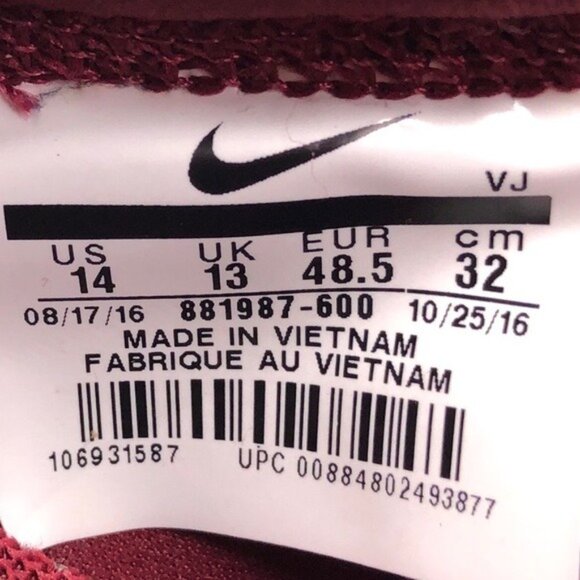 VJ
US UK EUR cm
14 13 48.5 32
08/17/16 881987-600 10/25/16
MADE IN VIETNAM
FABRIQUE AU VIETNAM
106931587 UPC 00884802493877